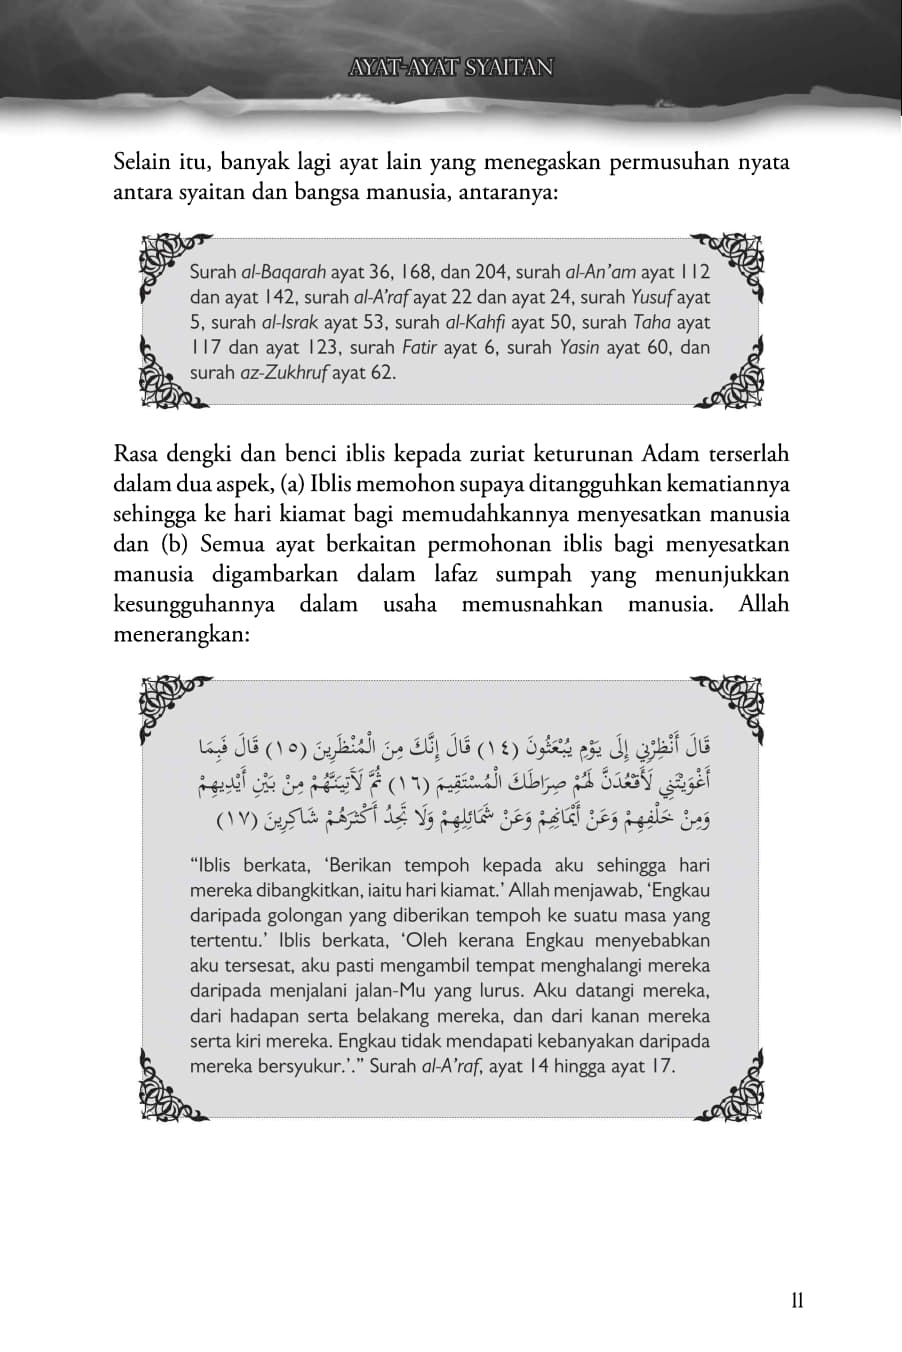 AYAT-AYAT SYAITAN
Selain itu, banyak lagi ayat lain yang menegaskan permusuhan nyata
antara syaitan dan bangsa manusia, antaranya:
Surah al-Baqarah ayat 36, 168, dan 204, surah al-An’am ayat 112
dan ayat 142, surah al-A’raf ayat 22 dan ayat 24, surah Yusuf ayat
5, surah al-Israk ayat 53, surah al-Kahfi ayat 50, surah Taha ayat
117 dan ayat 123, surah Fatir ayat 6, surah Yasin ayat 60, dan
surah az-Zukhruf ayat 62.
Rasa dengki dan benci iblis kepada zuriat keturunan Adam terserlah
dalam dua aspek, (a) Iblis memohon supaya ditangguhkan kematiannya
sehingga ke hari kiamat bagi memudahkannya menyesatkan manusia
dan (b) Semua ayat berkaitan permohonan iblis bagi menyesatkan
manusia digambarkan dalam lafaz sumpah yang menunjukkan
kesungguhannya dalam usaha memusnahkan manusia. Allah
menerangkan:
قَالَ أَنْظِرْنِي إِلَى يَوْمِ يُبْعَثُونَ (١٤) قَالَ إِنَّكَ مِنَ الْمُنْظَرِينَ (١٥) قَالَ فَبِمَا
أَغْوَيْتَنِي لَأَقْعُدَنَّ لَهُمْ صِرَاطَكَ الْمُسْتَقِيمَ (١٦) ثُمَّ لَآتِيَنَّهُمْ مِنْ بَيْنِ أَيْدِيهِمْ
وَمِنْ خَلْفِهِمْ وَعَنْ أَيْمَانِهِمْ وَعَنْ شَمَائِلِهِمْ وَلَا تَجِدُ أَكْثَرَهُمْ شَاكِرِينَ (١٧)
“Iblis berkata, ‘Berikan tempoh kepada aku sehingga hari
mereka dibangkitkan, iaitu hari kiamat.’ Allah menjawab, ‘Engkau
daripada golongan yang diberikan tempoh ke suatu masa yang
tertentu.’ Iblis berkata, ‘Oleh kerana Engkau menyebabkan
aku tersesat, aku pasti mengambil tempat menghalangi mereka
daripada menjalani jalan-Mu yang lurus. Aku datangi mereka,
dari hadapan serta belakang mereka, dan dari kanan mereka
serta kiri mereka. Engkau tidak mendapati kebanyakan daripada
mereka bersyukur.’.” Surah al-A’raf, ayat 14 hingga ayat 17.
11